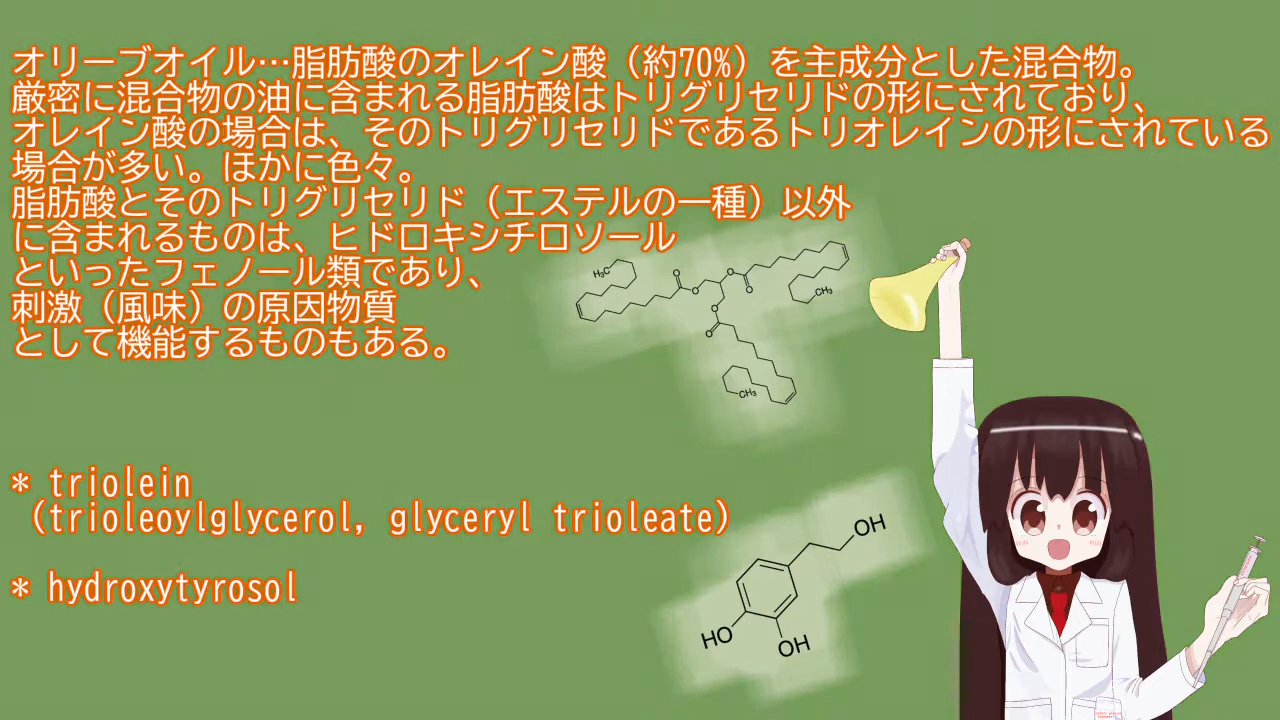 オリーブオイル…脂肪酸のオレイン酸（約70%）を主成分とした混合物。
厳密に混合物の油に含まれる脂肪酸はトリグリセリドの形にされており、
オレイン酸の場合は、そのトリグリセリドであるトリオレインの形にされている
場合が多い。ほかに色々。
脂肪酸とそのトリグリセリド（エステルの一種）以外
に含まれるものは、ヒドロキシチロソール
といったフェノール類であり、
刺激（風味）の原因物質
として機能するものもある。
H₃C
O
O
O
O
CH₃
O
O
CH₃
* triolein
(trioleoylglycerol, glyceryl trioleate)
* hydroxytyrosol
OH
HO
OH